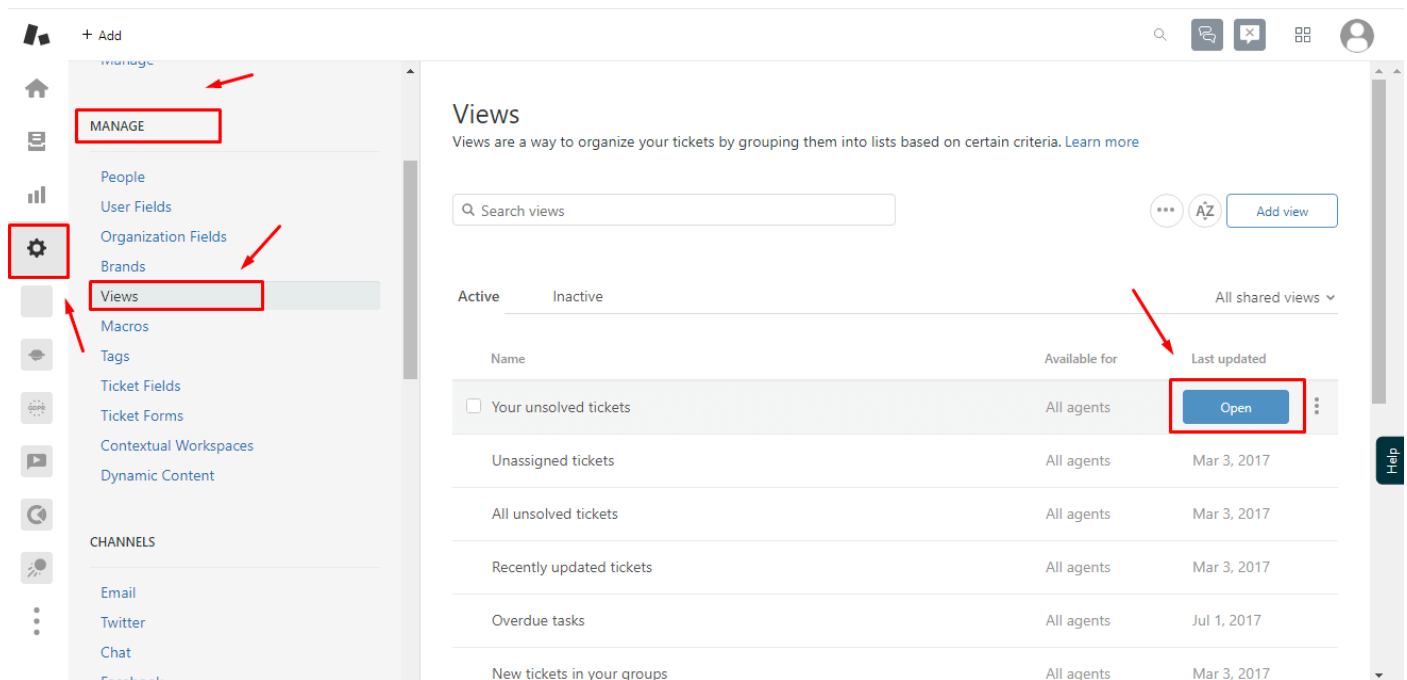 + Add
Manage
MANAGE
People
User Fields
Organization Fields
Brands
Views
Macros
Tags
Ticket Fields
Ticket Forms
Contextual Workspaces
Dynamic Content
CHANNELS
Email
Twitter
Chat
Facebook
GDPR
Views
Views are a way to organize your tickets by grouping them into lists based on certain criteria. Learn more
Search views
AZ
Add view
Active Inactive All shared views
Name Available for Last updated
Your unsolved tickets All agents Open
Unassigned tickets All agents Mar 3, 2017
All unsolved tickets All agents Mar 3, 2017
Recently updated tickets All agents Mar 3, 2017
Overdue tasks All agents Jul 1, 2017
New tickets in your groups All agents Mar 3, 2017
Help